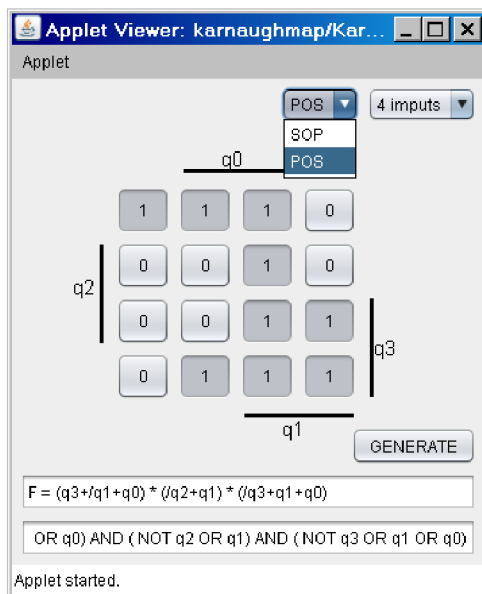 Applet Viewer: karnaughmap/Kar...
Applet
POS 4 imputs
SOP
POS
q0
1 1 1 0
0 0 1 0
q2
0 0 1 1
q3
0 1 1 1
q1
GENERATE
F = (q3+/q1+q0) * (/q2+q1) * (/q3+q1+q0)
OR q0) AND ( NOT q2 OR q1) AND ( NOT q3 OR q1 OR q0)
Applet started.